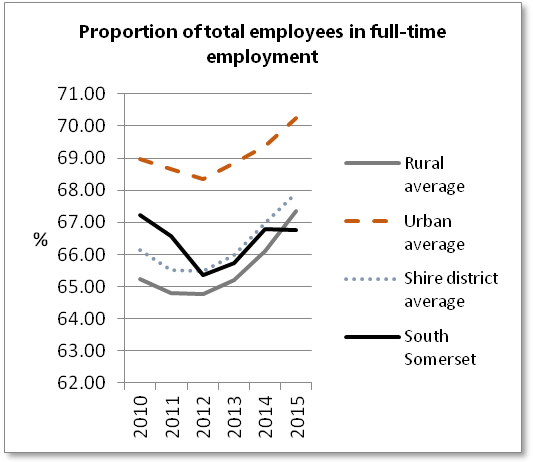 Proportion of total employees in full-time
employment
71.00
70.00
69.00
68.00
67.00
66.00
65.00
64.00
63.00
62.00
%
2010
2011
2012
2013
2014
2015
Rural
average
Urban
average
Shire district
average
South
Somerset